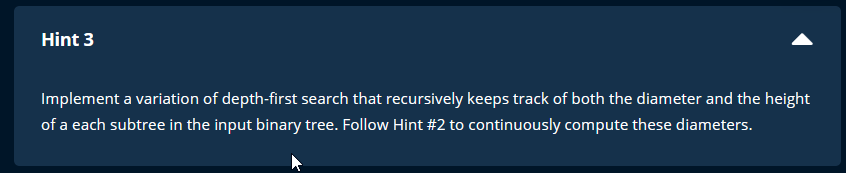 Hint 3
Implement a variation of depth-first search that recursively keeps track of both the diameter and the height
of a each subtree in the input binary tree. Follow Hint #2 to continuously compute these diameters.